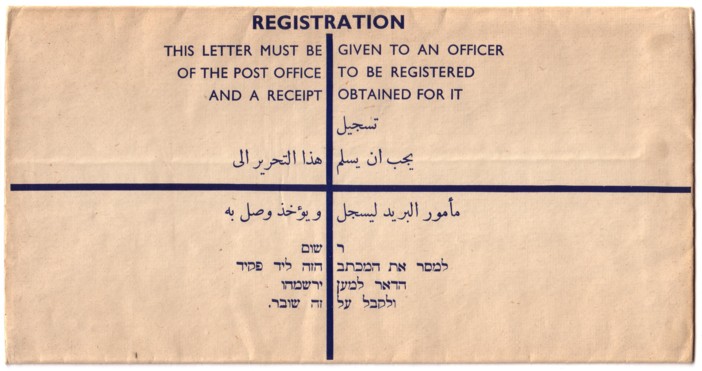 REGISTRATION
THIS LETTER MUST BE GIVEN TO AN OFFICER
OF THE POST OFFICE TO BE REGISTERED
AND A RECEIPT OBTAINED FOR IT
تسجيل
يجب ان يسلم هذا التحرير الى
مأمور البريد ليسجل و يؤخذ وصل به
ר שום
למסר את המכתב הזה ליד פקיד
הדאר למען ירשמהו
ולקבל על זה שובר.